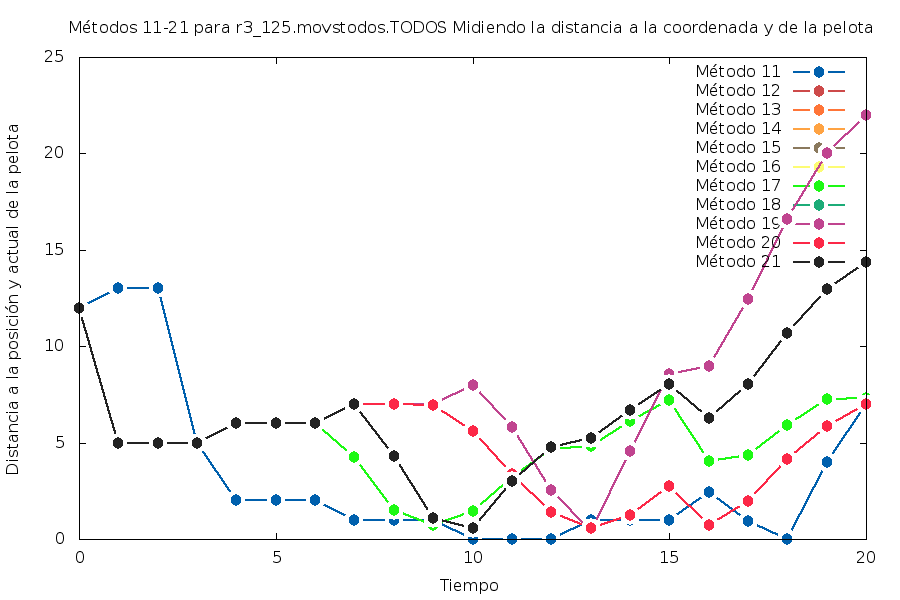 Métodos 11-21 para r3_125.movstodos.TODOS Midiendo la distancia a la coordenada y de la pelota
25
20
15
10
5
0
Distancia a la posición y actual de la pelota
Método 11
Método 12
Método 13
Método 14
Método 15
Método 16
Método 17
Método 18
Método 19
Método 20
Método 21
0 5 10 15 20
Tiempo